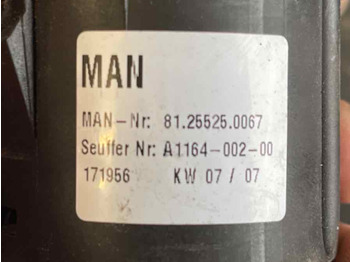 MAN
MAN-Nr: 81.25525.0067
Seuffer Nr: A1164-002-00
171956 KW 07 / 07